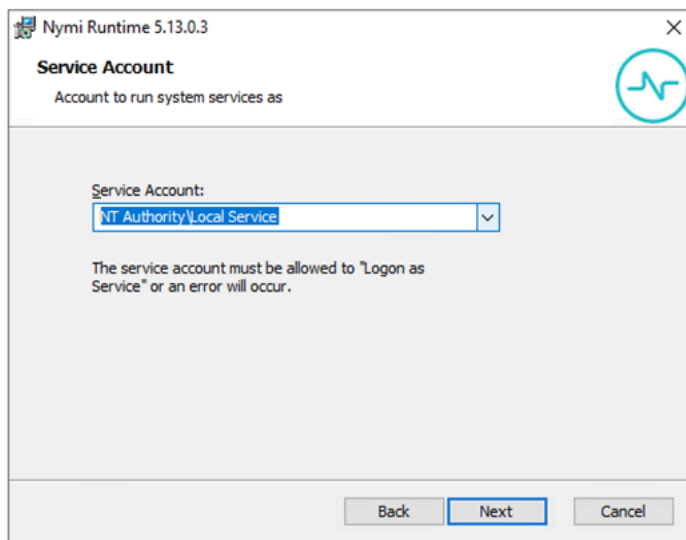 Nymi Runtime 5.13.0.3
Service Account
Account to run system services as
Service Account:
NT Authority\Local Service
The service account must be allowed to "Logon as
Service" or an error will occur.
Back
Next
Cancel